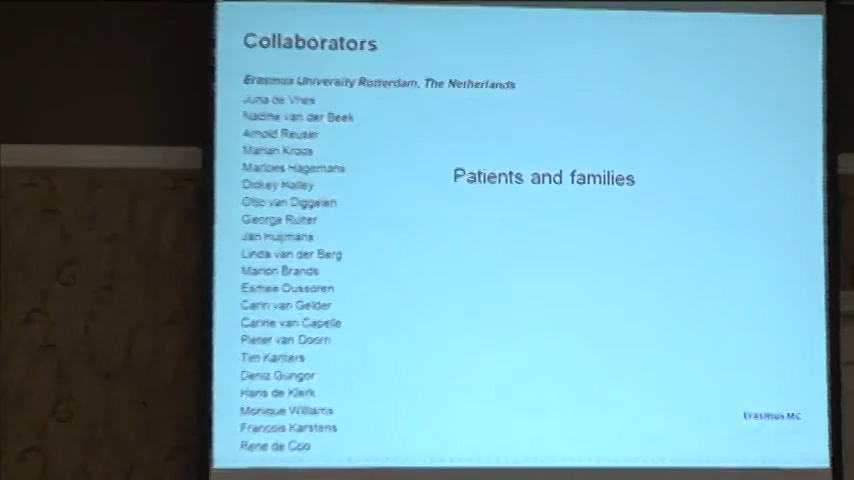 Collaborators
Erasmus University Rotterdam, The Netherlands
Juna de Vries
Nadine van der Beek
Arnold Reuser
Marian Kroos
Marloes Hagemans
Dickey Halley
Otto van Diggelen
George Ruiter
Jan Huijmans
Linda van der Berg
Marion Brands
Esmee Oussoren
Carin van Gelder
Carine van Capelle
Pieter van Doorn
Tim Kanters
Deniz Güngör
Hans de Klerk
Monique Williams
Francois Karstens
Rene de Coo
Patients and families
Erasmus MC